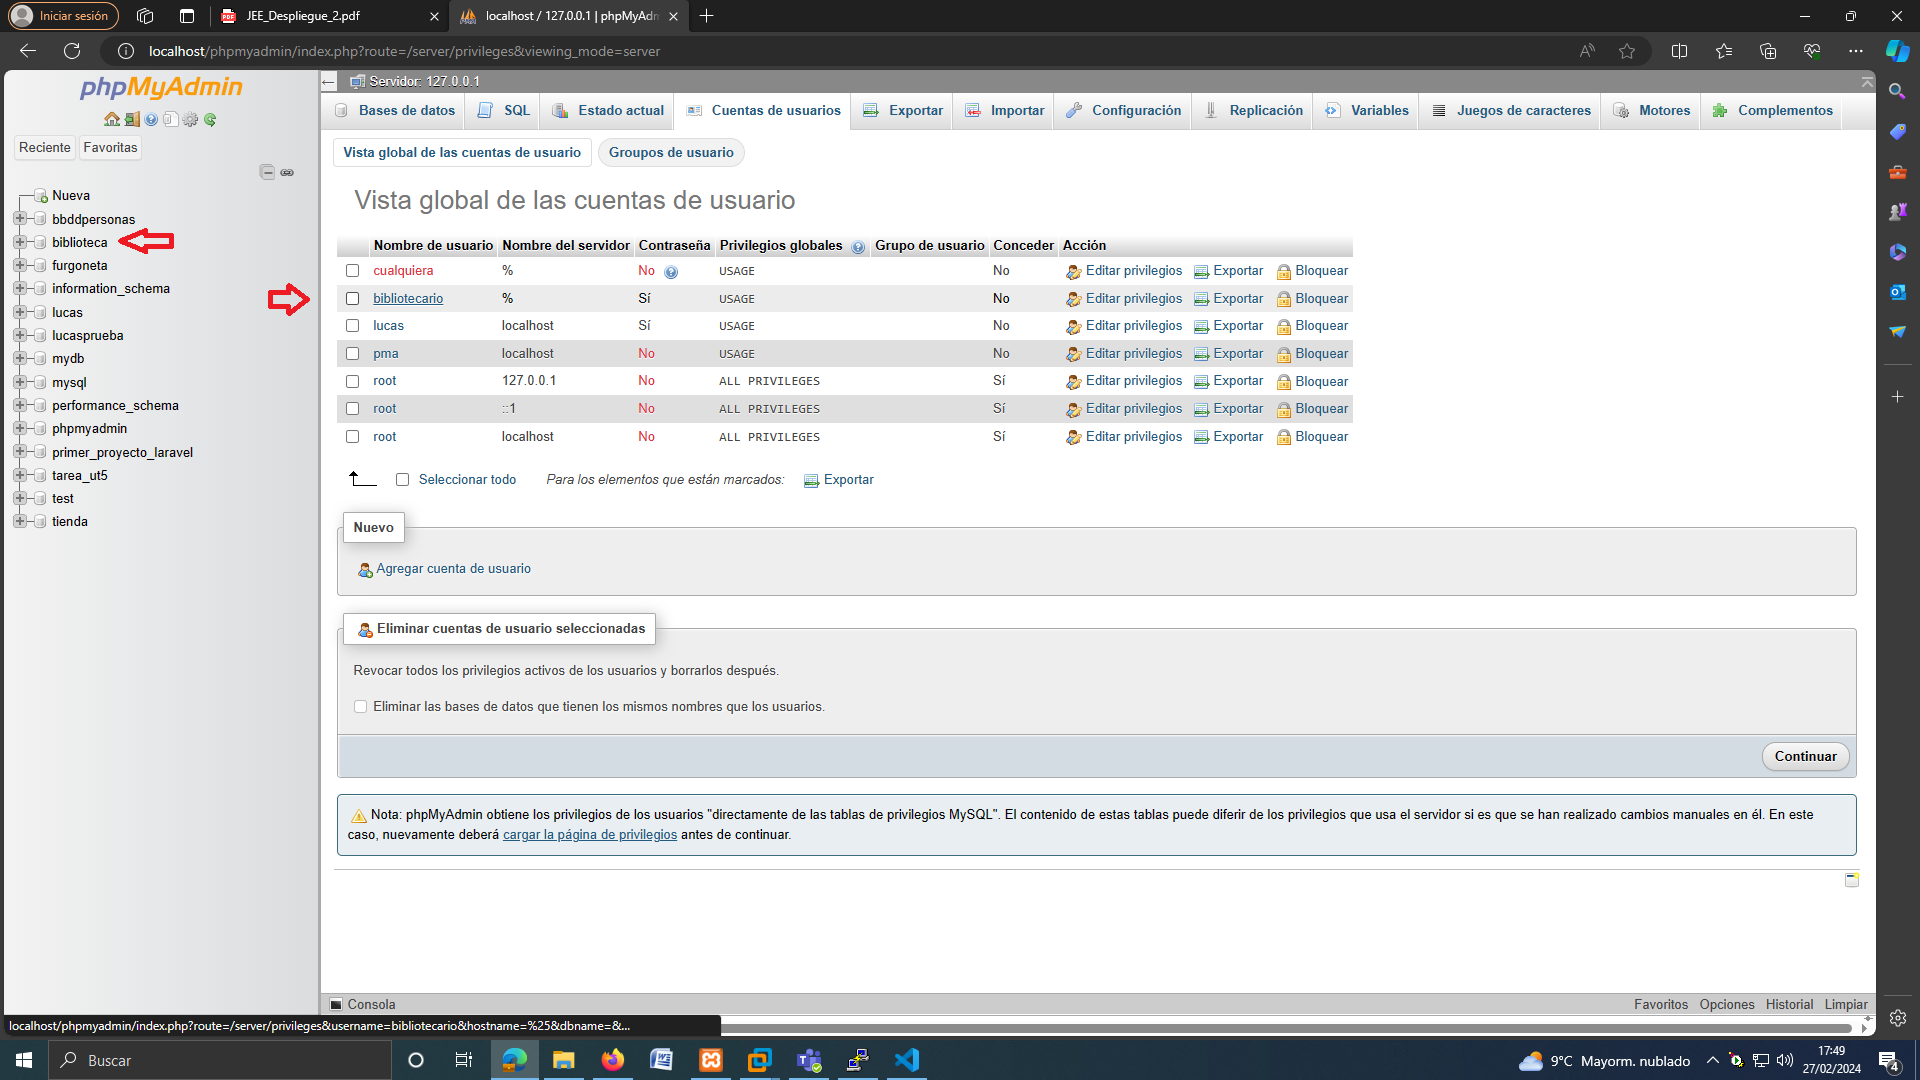 Iniciar sesión
JEE_Despliegue_2.pdf
localhost / 127.0.0.1 | phpMyAdm
localhost/phpmyadmin/index.php?route=/server/privileges&viewing_mode=server
phpMyAdmin
Reciente Favoritas
Nueva
bbddpersonas
biblioteca
furgoneta
information_schema
lucas
lucasprueba
mydb
mysql
performance_schema
phpmyadmin
primer_proyecto_laravel
tarea_ut5
test
tienda
Servidor: 127.0.0.1
Bases de datos SQL Estado actual Cuentas de usuarios Exportar Importar Configuración Replicación Variables Juegos de caracteres Motores Complementos
Vista global de las cuentas de usuario Groupos de usuario
Vista global de las cuentas de usuario
Nombre de usuario Nombre del servidor Contraseña Privilegios globales Grupo de usuario Conceder Acción
cualquiera % No USAGE No Editar privilegios Exportar Bloquear
bibliotecario % Sí USAGE No Editar privilegios Exportar Bloquear
lucas localhost Sí USAGE No Editar privilegios Exportar Bloquear
pma localhost No USAGE No Editar privilegios Exportar Bloquear
root 127.0.0.1 No ALL PRIVILEGES Sí Editar privilegios Exportar Bloquear
root ::1 No ALL PRIVILEGES Sí Editar privilegios Exportar Bloquear
root localhost No ALL PRIVILEGES Sí Editar privilegios Exportar Bloquear
Seleccionar todo Para los elementos que están marcados: Exportar
Nuevo
Agregar cuenta de usuario
Eliminar cuentas de usuario seleccionadas
Revocar todos los privilegios activos de los usuarios y borrarlos después.
Eliminar las bases de datos que tienen los mismos nombres que los usuarios.
Continuar
Nota: phpMyAdmin obtiene los privilegios de los usuarios "directamente de las tablas de privilegios MySQL". El contenido de estas tablas puede diferir de los privilegios que usa el servidor si es que se han realizado cambios manuales en él. En este
caso, nuevamente deberá cargar la página de privilegios antes de continuar.
Consola Favoritos Opciones Historial Limpiar
localhost/phpmyadmin/index.php?route=/server/privileges&username=bibliotecario&hostname=%25&dbname=&...
Buscar
9°C Mayorm. nublado
17:49
27/02/2024
4